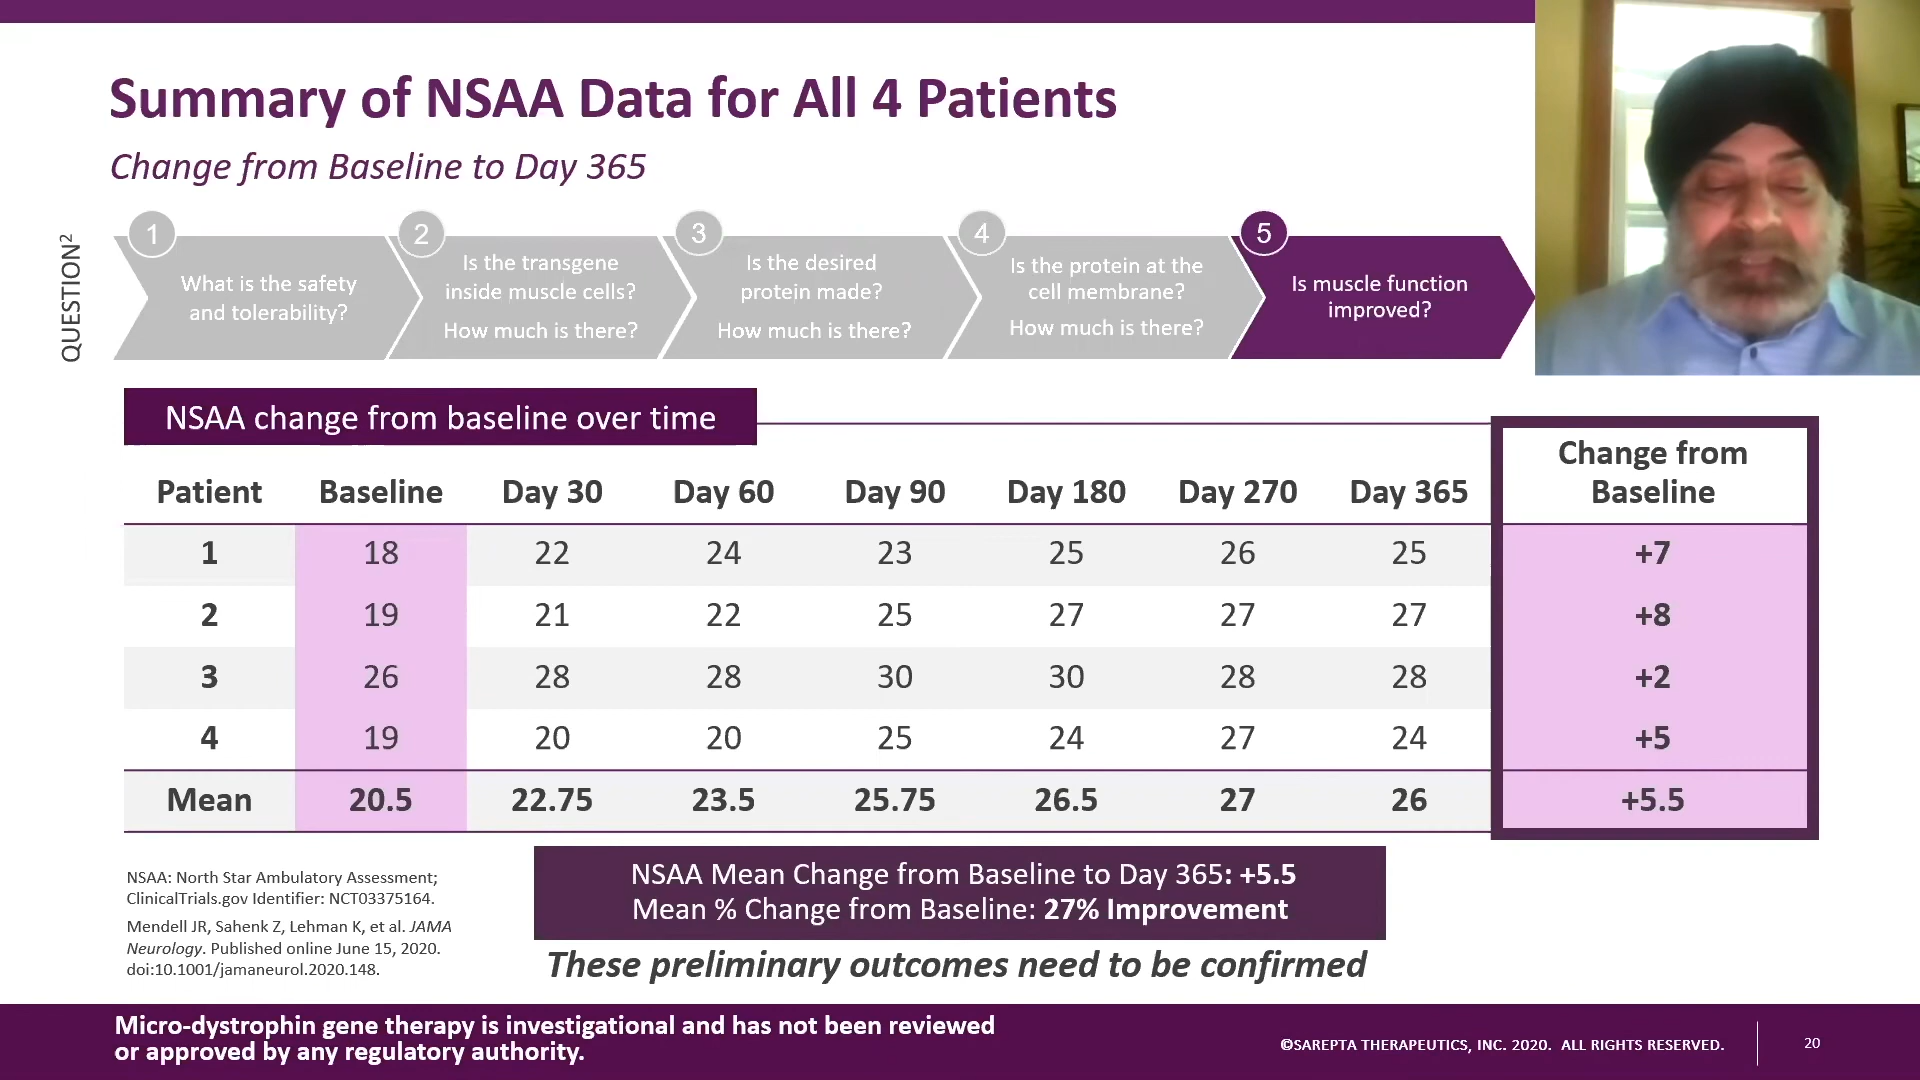 Summary of NSAA Data for All 4 Patients
Change from Baseline to Day 365
QUESTION²
1
What is the safety
and tolerability?
2
Is the transgene
inside muscle cells?
How much is there?
3
Is the desired
protein made?
How much is there?
4
Is the protein at the
cell membrane?
How much is there?
5
Is muscle function
improved?
NSAA change from baseline over time
Patient Baseline Day 30 Day 60 Day 90 Day 180 Day 270 Day 365 Change from
Baseline
1 18 22 24 23 25 26 25 +7
2 19 21 22 25 27 27 27 +8
3 26 28 28 30 30 28 28 +2
4 19 20 20 25 24 27 24 +5
Mean 20.5 22.75 23.5 25.75 26.5 27 26 +5.5
NSAA: North Star Ambulatory Assessment;
ClinicalTrials.gov Identifier: NCT03375164.
Mendell JR, Sahenk Z, Lehman K, et al. JAMA
Neurology. Published online June 15, 2020.
doi:10.1001/jamaneurol.2020.148.
NSAA Mean Change from Baseline to Day 365: +5.5
Mean % Change from Baseline: 27% Improvement
These preliminary outcomes need to be confirmed
Micro-dystrophin gene therapy is investigational and has not been reviewed
or approved by any regulatory authority.
©SAREPTA THERAPEUTICS, INC. 2020. ALL RIGHTS RESERVED.
20